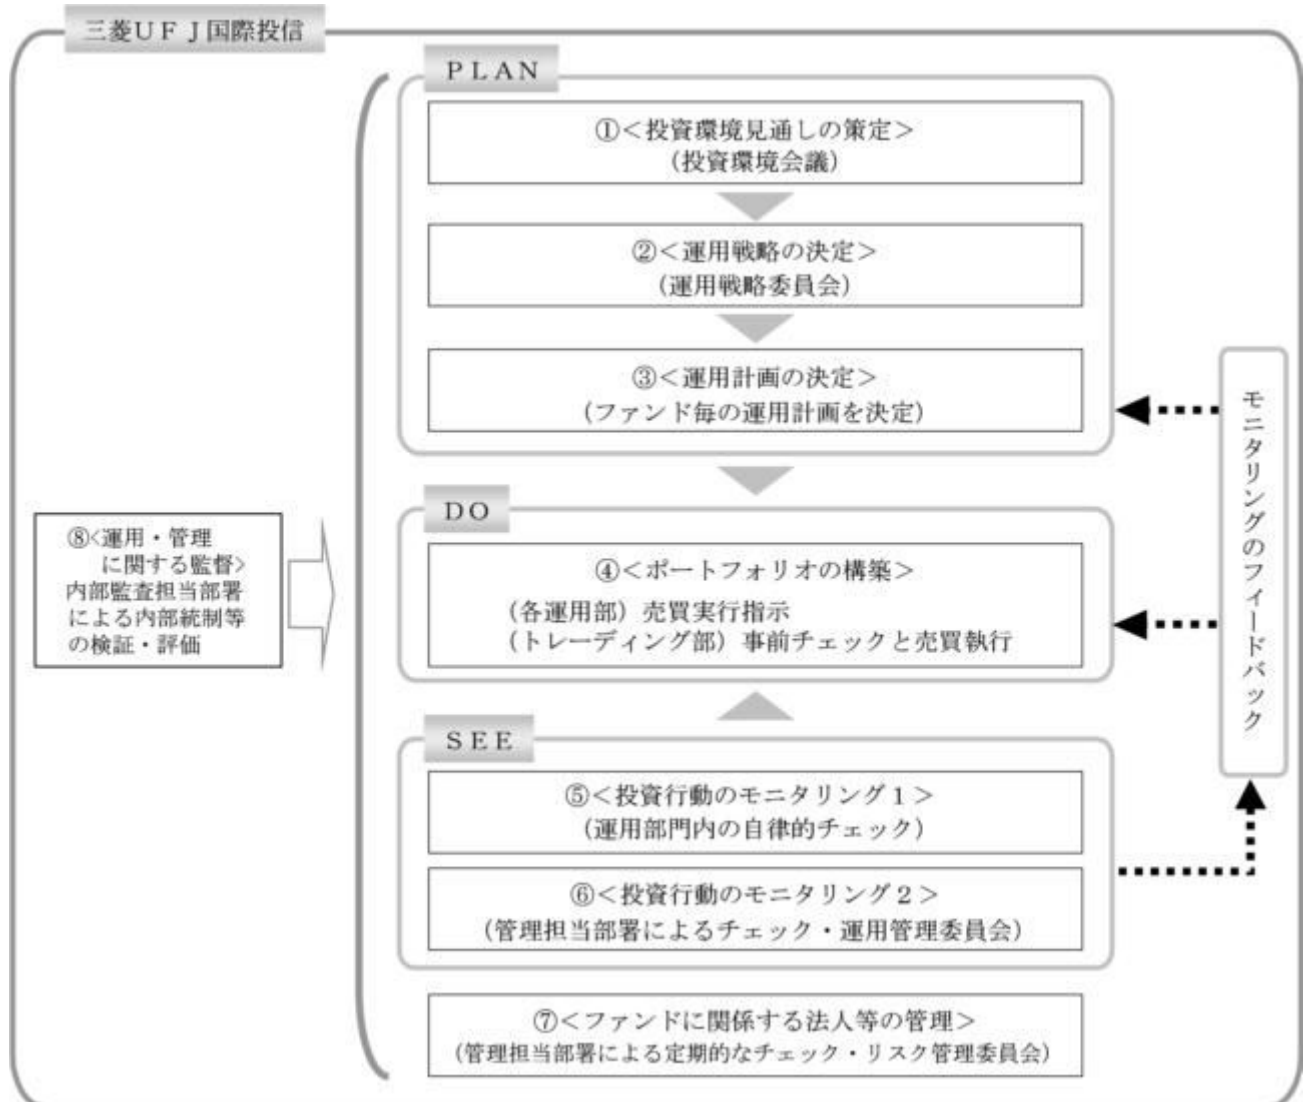 三菱ＵＦＪ国際投信
ＰＬＡＮ
①＜投資環境見通しの策定＞
（投資環境会議）
②＜運用戦略の決定＞
（運用戦略委員会）
③＜運用計画の決定＞
（ファンド毎の運用計画を決定）
ＤＯ
④＜ポートフォリオの構築＞
（各運用部）売買実行指示
（トレーディング部）事前チェックと売買執行
ＳＥＥ
⑤＜投資行動のモニタリング１＞
（運用部門内の自律的チェック）
⑥＜投資行動のモニタリング２＞
（管理担当部署によるチェック・運用管理委員会）
⑦＜ファンドに関係する法人等の管理＞
（管理担当部署による定期的なチェック・リスク管理委員会）
⑧<運用・管理
に関する監督>
内部監査担当部署
による内部統制等
の検証・評価
モニタリングのフィードバック